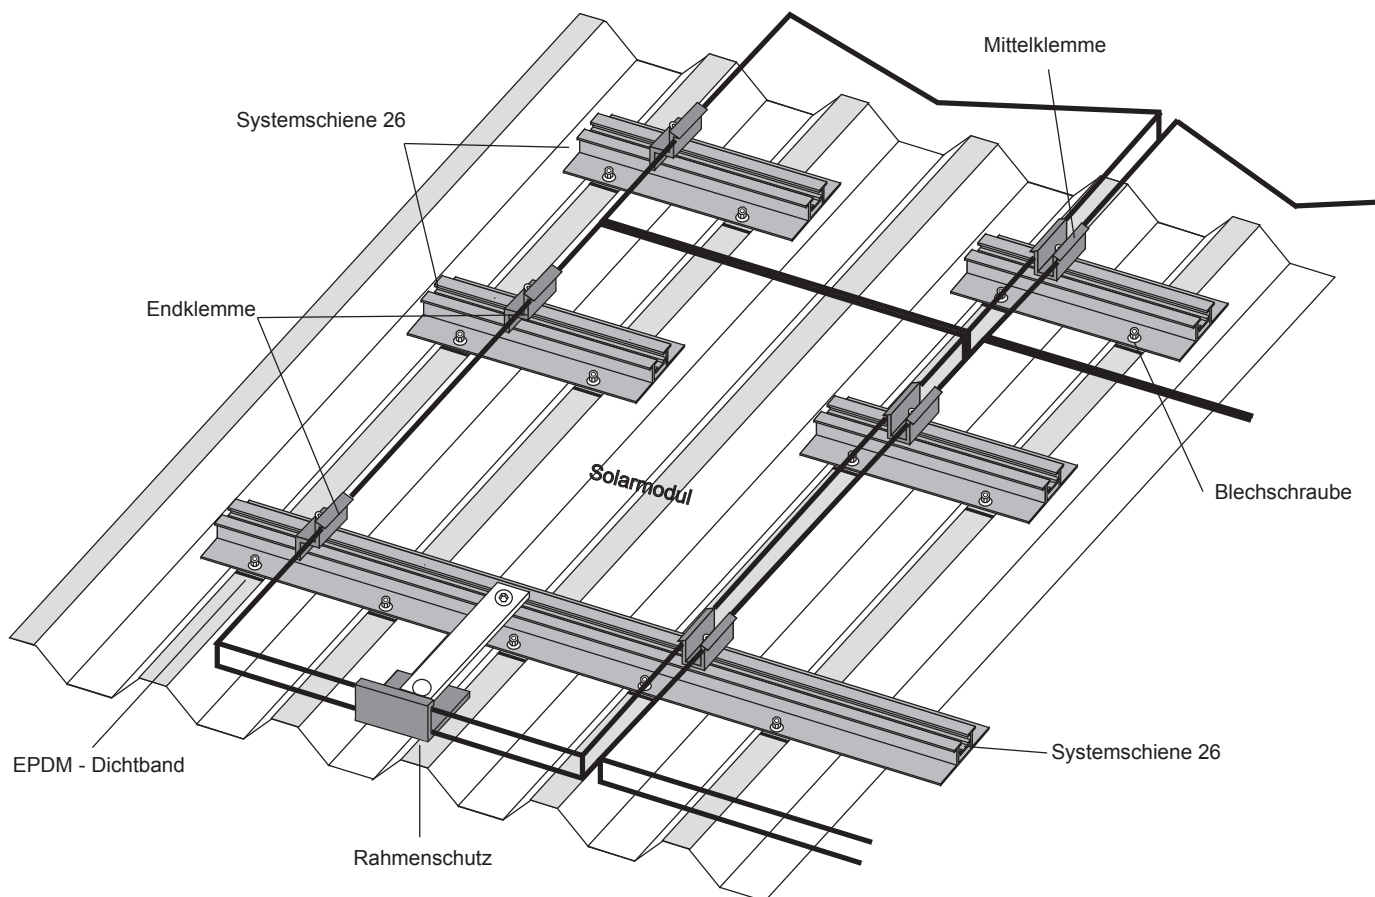 Mittelklemme
Systemschiene 26
Endklemme
Solarmodul
Blechschraube
Systemschiene 26
EPDM - Dichtband
Rahmenschutz